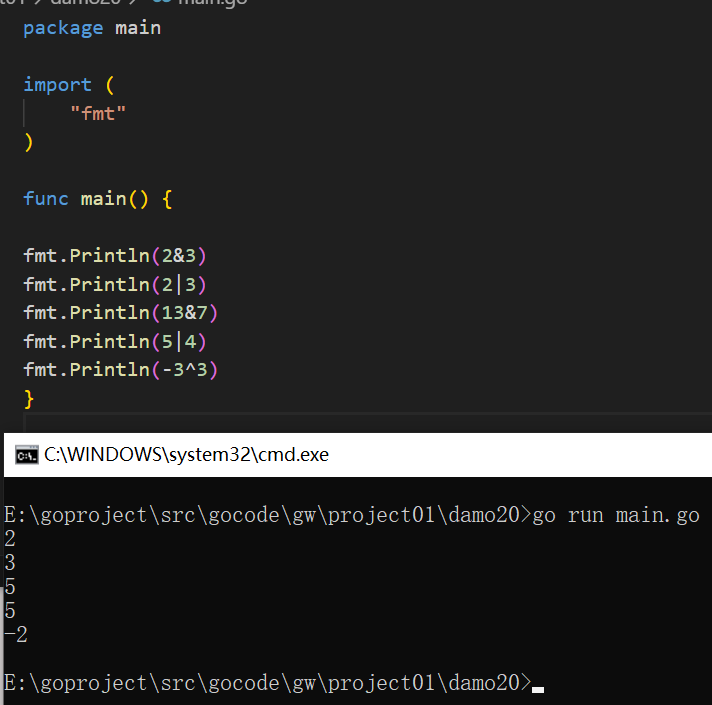 damo20 > main.go
package main
import (
"fmt"
)
func main() {
fmt.Println(2&3)
fmt.Println(2|3)
fmt.Println(13&7)
fmt.Println(5|4)
fmt.Println(-3^3)
}
C:\WINDOWS\system32\cmd.exe
E:\goproject\src\gocode\gw\project01\damo20>go run main.go
2
3
5
5
-2
E:\goproject\src\gocode\gw\project01\damo20>